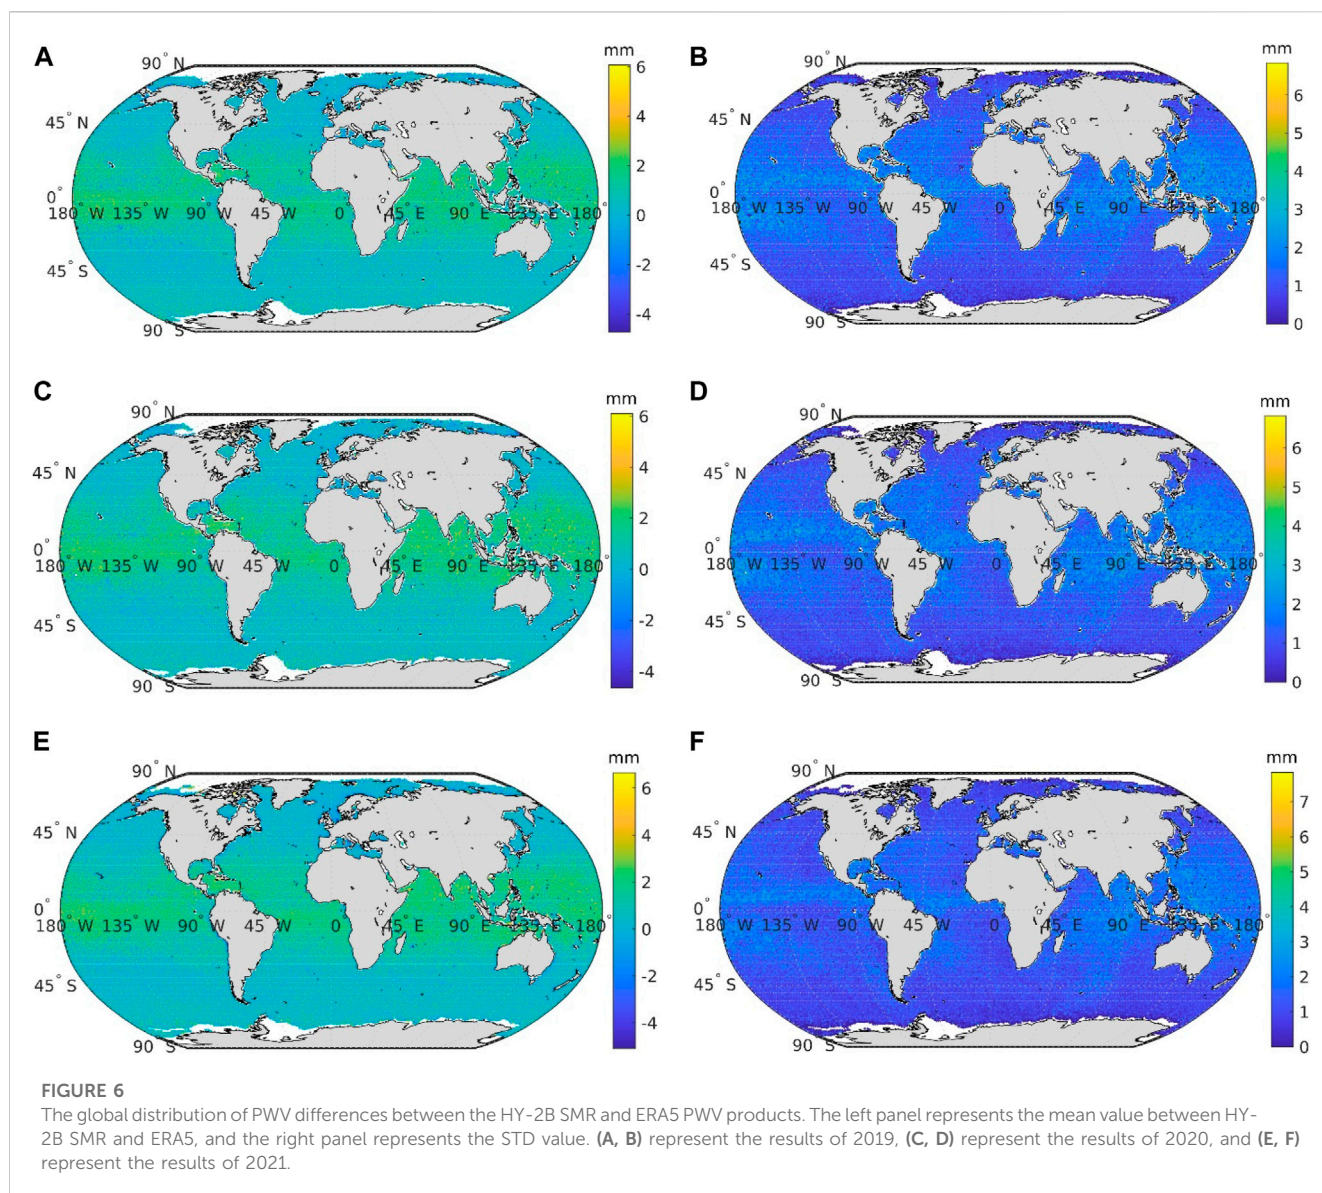 A
mm
90° N
6
45° N
4
2
0°
180° W 135° W 90° W 45° W 0° 45° E 90° E 135° E 180°
0
-2
45° S
-4
90° S
B
mm
90° N
6
45° N
5
4
0°
3
180° W 135° W 90° W 45° W 0° 45° E 90° E 135° E 180°
2
45° S
1
90° S
0
C
mm
90° N
6
45° N
4
2
0°
180° W 135° W 90° W 45° W 0° 45° E 90° E 135° E 180°
0
-2
45° S
-4
90° S
D
mm
90° N
6
45° N
5
4
0°
3
180° W 135° W 90° W 45° W 0° 45° E 90° E 135° E 180°
2
45° S
1
90° S
0
E
mm
90° N
6
45° N
4
2
0°
180° W 135° W 90° W 45° W 0° 45° E 90° E 135° E 180°
0
-2
45° S
-4
90° S
F
mm
90° N
7
6
45° N
5
4
0°
180° W 135° W 90° W 45° W 0° 45° E 90° E 135° E 180°
3
2
45° S
1
90° S
0
FIGURE 6
The global distribution of PWV differences between the HY-2B SMR and ERA5 PWV products. The left panel represents the mean value between HY-
2B SMR and ERA5, and the right panel represents the STD value. (A, B) represent the results of 2019, (C, D) represent the results of 2020, and (E, F)
represent the results of 2021.